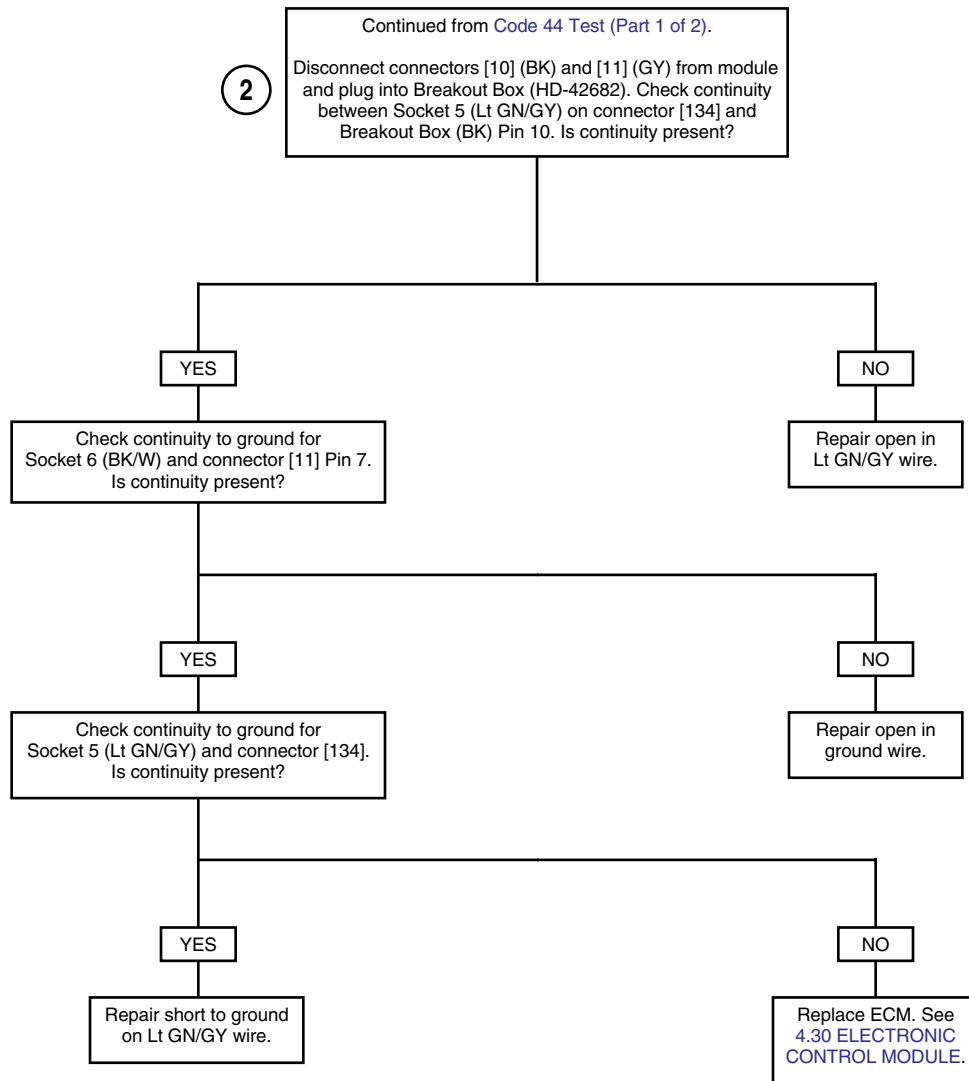 Continued from Code 44 Test (Part 1 of 2).
2
Disconnect connectors [10] (BK) and [11] (GY) from module
and plug into Breakout Box (HD-42682). Check continuity
between Socket 5 (Lt GN/GY) on connector [134] and
Breakout Box (BK) Pin 10. Is continuity present?
YES
NO
Check continuity to ground for
Socket 6 (BK/W) and connector [11] Pin 7.
Is continuity present?
Repair open in
Lt GN/GY wire.
YES
NO
Check continuity to ground for
Socket 5 (Lt GN/GY) and connector [134].
Is continuity present?
Repair open in
ground wire.
YES
NO
Repair short to ground
on Lt GN/GY wire.
Replace ECM. See
4.30 ELECTRONIC
CONTROL MODULE.